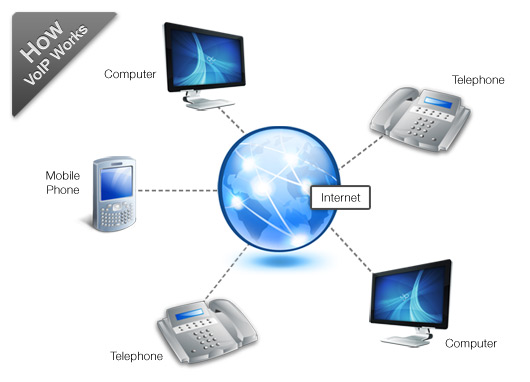 How
VoIP Works
Computer
Telephone
Mobile
Phone
Internet
Telephone
Computer